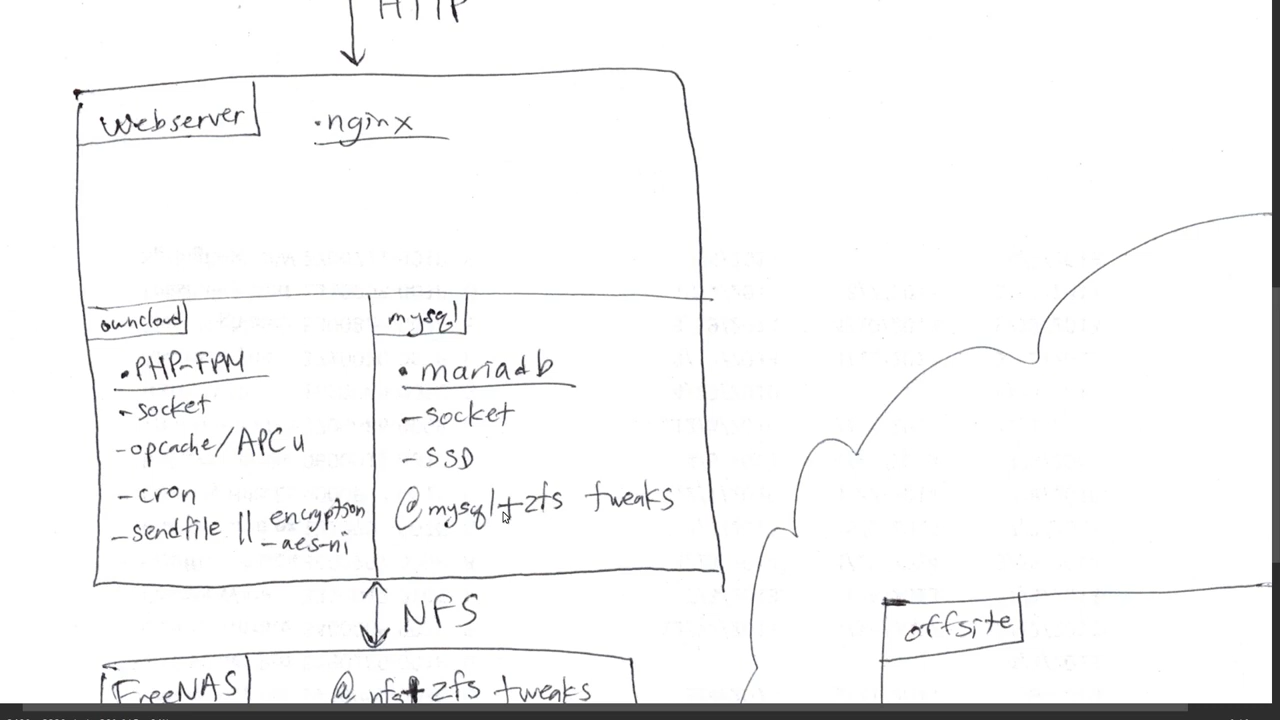 HTTP
Webserver
• nginx
owncloud
• PHP-FPM
- socket
- opcache/APCu
- cron
- sendfile || encryption
- aes-ni
mysql
• mariadb
- socket
- SSD
@mysql+zfs tweaks
NFS
FreeNAS
@ nfs+zfs tweaks
offsite